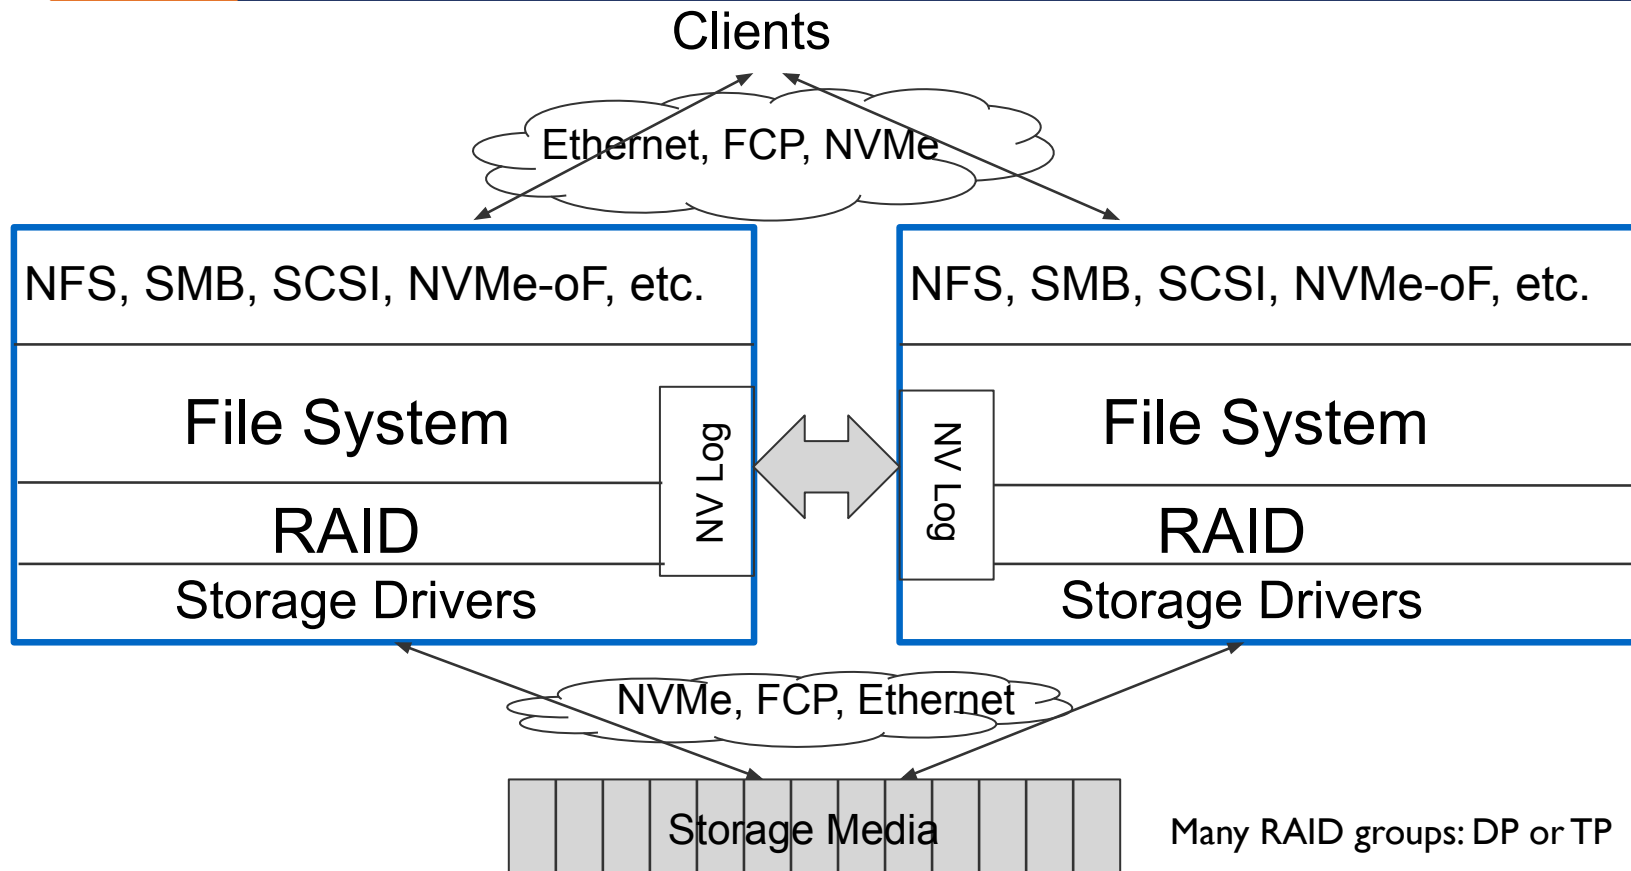 Clients
Ethernet, FCP, NVMe
NFS, SMB, SCSI, NVMe-oF, etc.
File System
NV Log
RAID
Storage Drivers
NFS, SMB, SCSI, NVMe-oF, etc.
NV Log
File System
RAID
Storage Drivers
NVMe, FCP, Ethernet
Storage Media
Many RAID groups: DP or TP